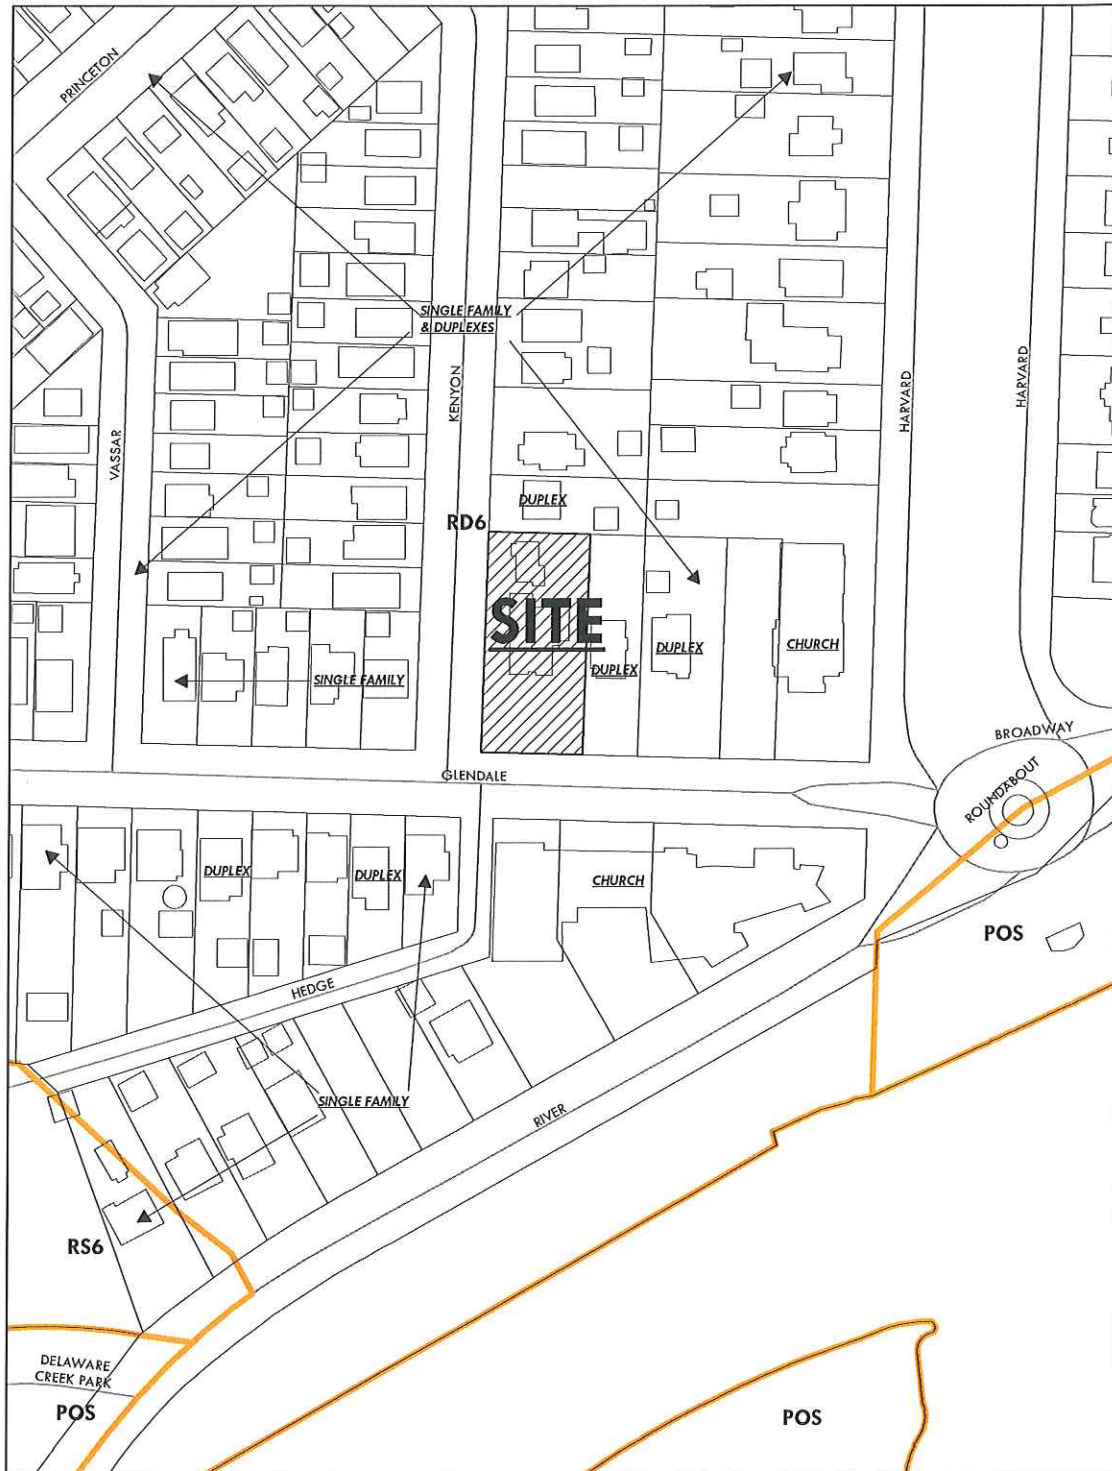 PRINCETON
SINGLE FAMILY
& DUPLEXES
KENYON
HARVARD
HARVARD
VASSAR
DUPLEX
RD6
SITE
DUPLEX
DUPLEX
CHURCH
SINGLE FAMILY
BROADWAY
GLENDALE
ROUNDABOUT
DUPLEX
DUPLEX
CHURCH
POS
HEDGE
SINGLE FAMILY
RIVER
RS6
DELAWARE
CREEK PARK
POS
POS